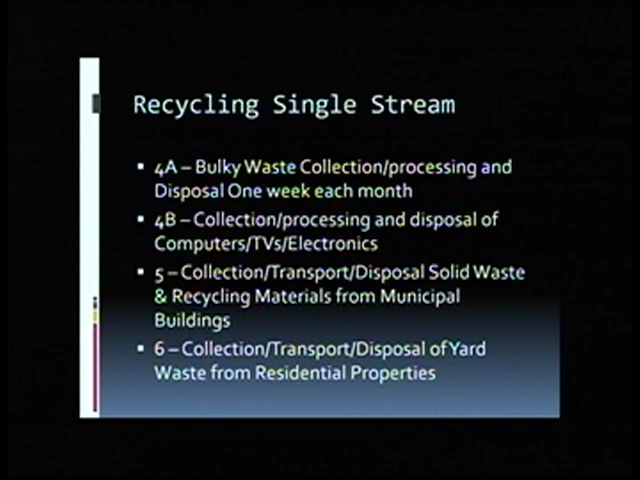 Recycling Single Stream
▪ 4A – Bulky Waste Collection/processing and
Disposal One week each month
▪ 4B – Collection/processing and disposal of
Computers/TVs/Electronics
▪ 5 – Collection/Transport/Disposal Solid Waste
& Recycling Materials from Municipal
Buildings
▪ 6 – Collection/Transport/Disposal of Yard
Waste from Residential Properties